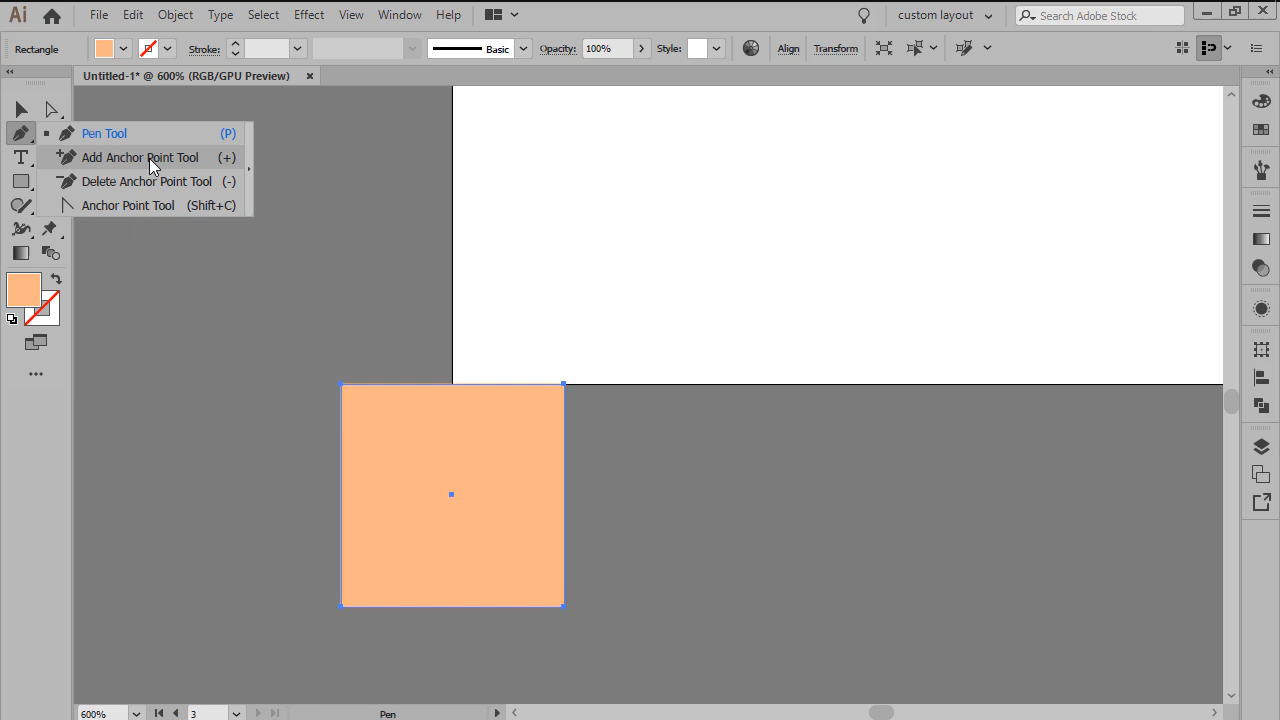 Ai File Edit Object Type Select Effect View Window Help custom layout Search Adobe Stock
Rectangle Stroke: Basic Opacity: 100% Style: Align Transform
Untitled-1* @ 600% (RGB/GPU Preview) ×
Pen Tool (P)
Add Anchor Point Tool (+)
Delete Anchor Point Tool (-)
Anchor Point Tool (Shift+C)
T
600% 3 Pen